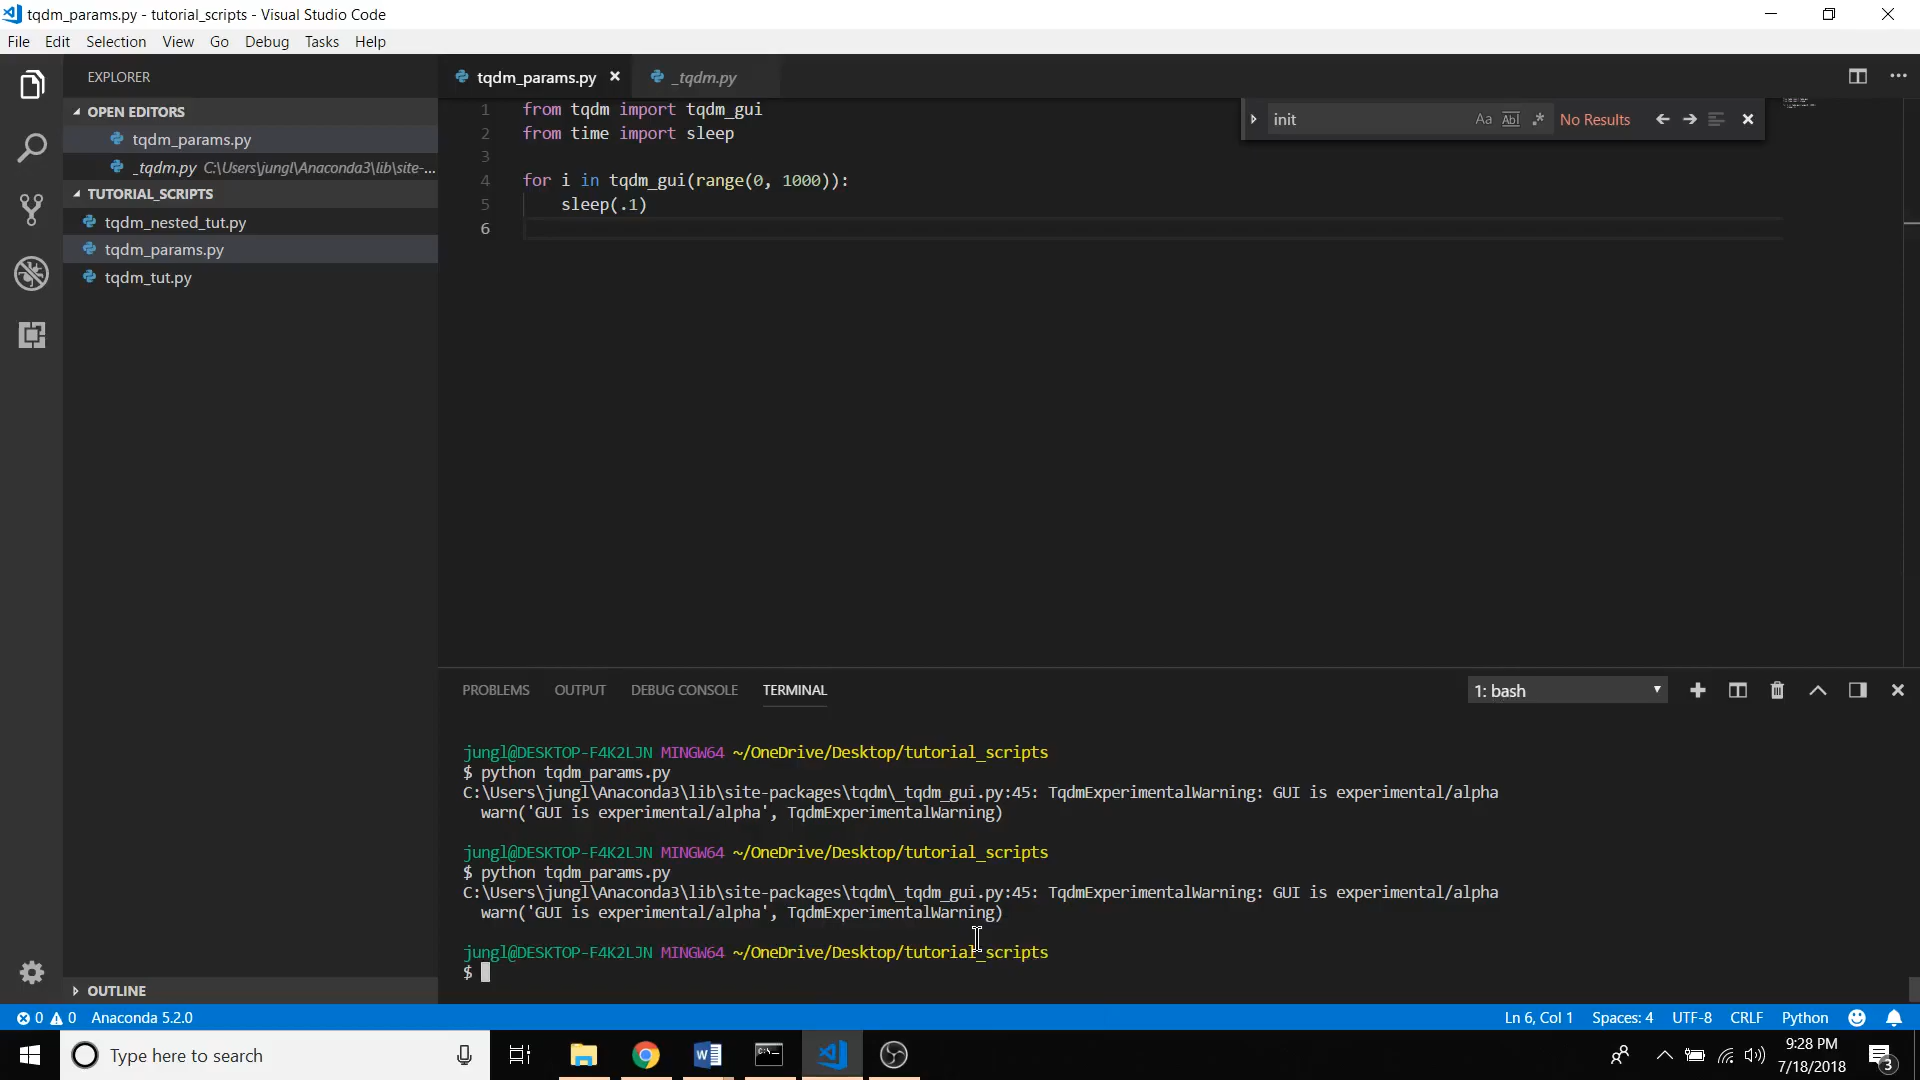 tqdm_params.py - tutorial_scripts - Visual Studio Code
File Edit Selection View Go Debug Tasks Help
EXPLORER
OPEN EDITORS
tqdm_params.py
_tqdm.py C:\Users\jungl\Anaconda3\lib\site-...
TUTORIAL_SCRIPTS
tqdm_nested_tut.py
tqdm_params.py
tqdm_tut.py
OUTLINE
tqdm_params.py _tqdm.py
init Aa Abl .* No Results
1 from tqdm import tqdm_gui
2 from time import sleep
3
4 for i in tqdm_gui(range(0, 1000)):
5 sleep(.1)
6
PROBLEMS OUTPUT DEBUG CONSOLE TERMINAL
1: bash
jungl@DESKTOP-F4K2LJN MINGW64 ~/OneDrive/Desktop/tutorial_scripts
$ python tqdm_params.py
C:\Users\jungl\Anaconda3\lib\site-packages\tqdm\_tqdm_gui.py:45: TqdmExperimentalWarning: GUI is experimental/alpha
warn('GUI is experimental/alpha', TqdmExperimentalWarning)
jungl@DESKTOP-F4K2LJN MINGW64 ~/OneDrive/Desktop/tutorial_scripts
$ python tqdm_params.py
C:\Users\jungl\Anaconda3\lib\site-packages\tqdm\_tqdm_gui.py:45: TqdmExperimentalWarning: GUI is experimental/alpha
warn('GUI is experimental/alpha', TqdmExperimentalWarning)
jungl@DESKTOP-F4K2LJN MINGW64 ~/OneDrive/Desktop/tutorial_scripts
$
0 0 Anaconda 5.2.0
Ln 6, Col 1 Spaces: 4 UTF-8 CRLF Python
Type here to search
9:28 PM
7/18/2018
3